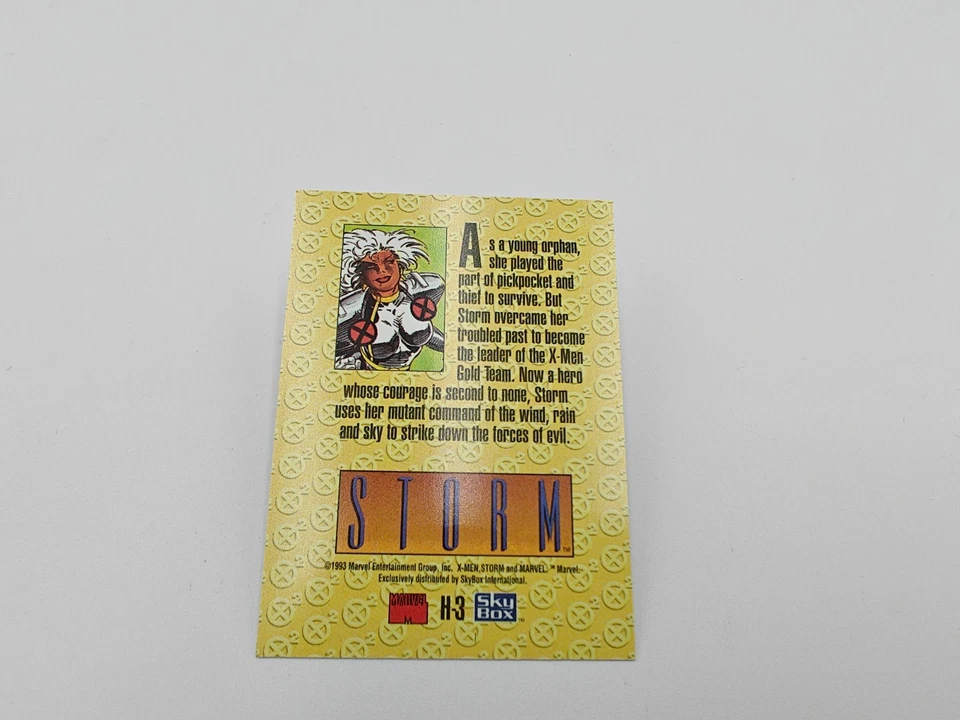 As a young orphan,
she played the
part of pickpocket and
thief to survive. But
Storm overcame her
troubled past to become
the leader of the X-Men
Gold Team. Now a hero
whose courage is second to none, Storm
uses her mutant command of the wind, rain
and sky to strike down the forces of evil.
STORM™
©1993 Marvel Entertainment Group, Inc. X-MEN, STORM and MARVEL: ™ Marvel.
Exclusively distributed by SkyBox International.
MARVEL
M
H-3
SkyBox™